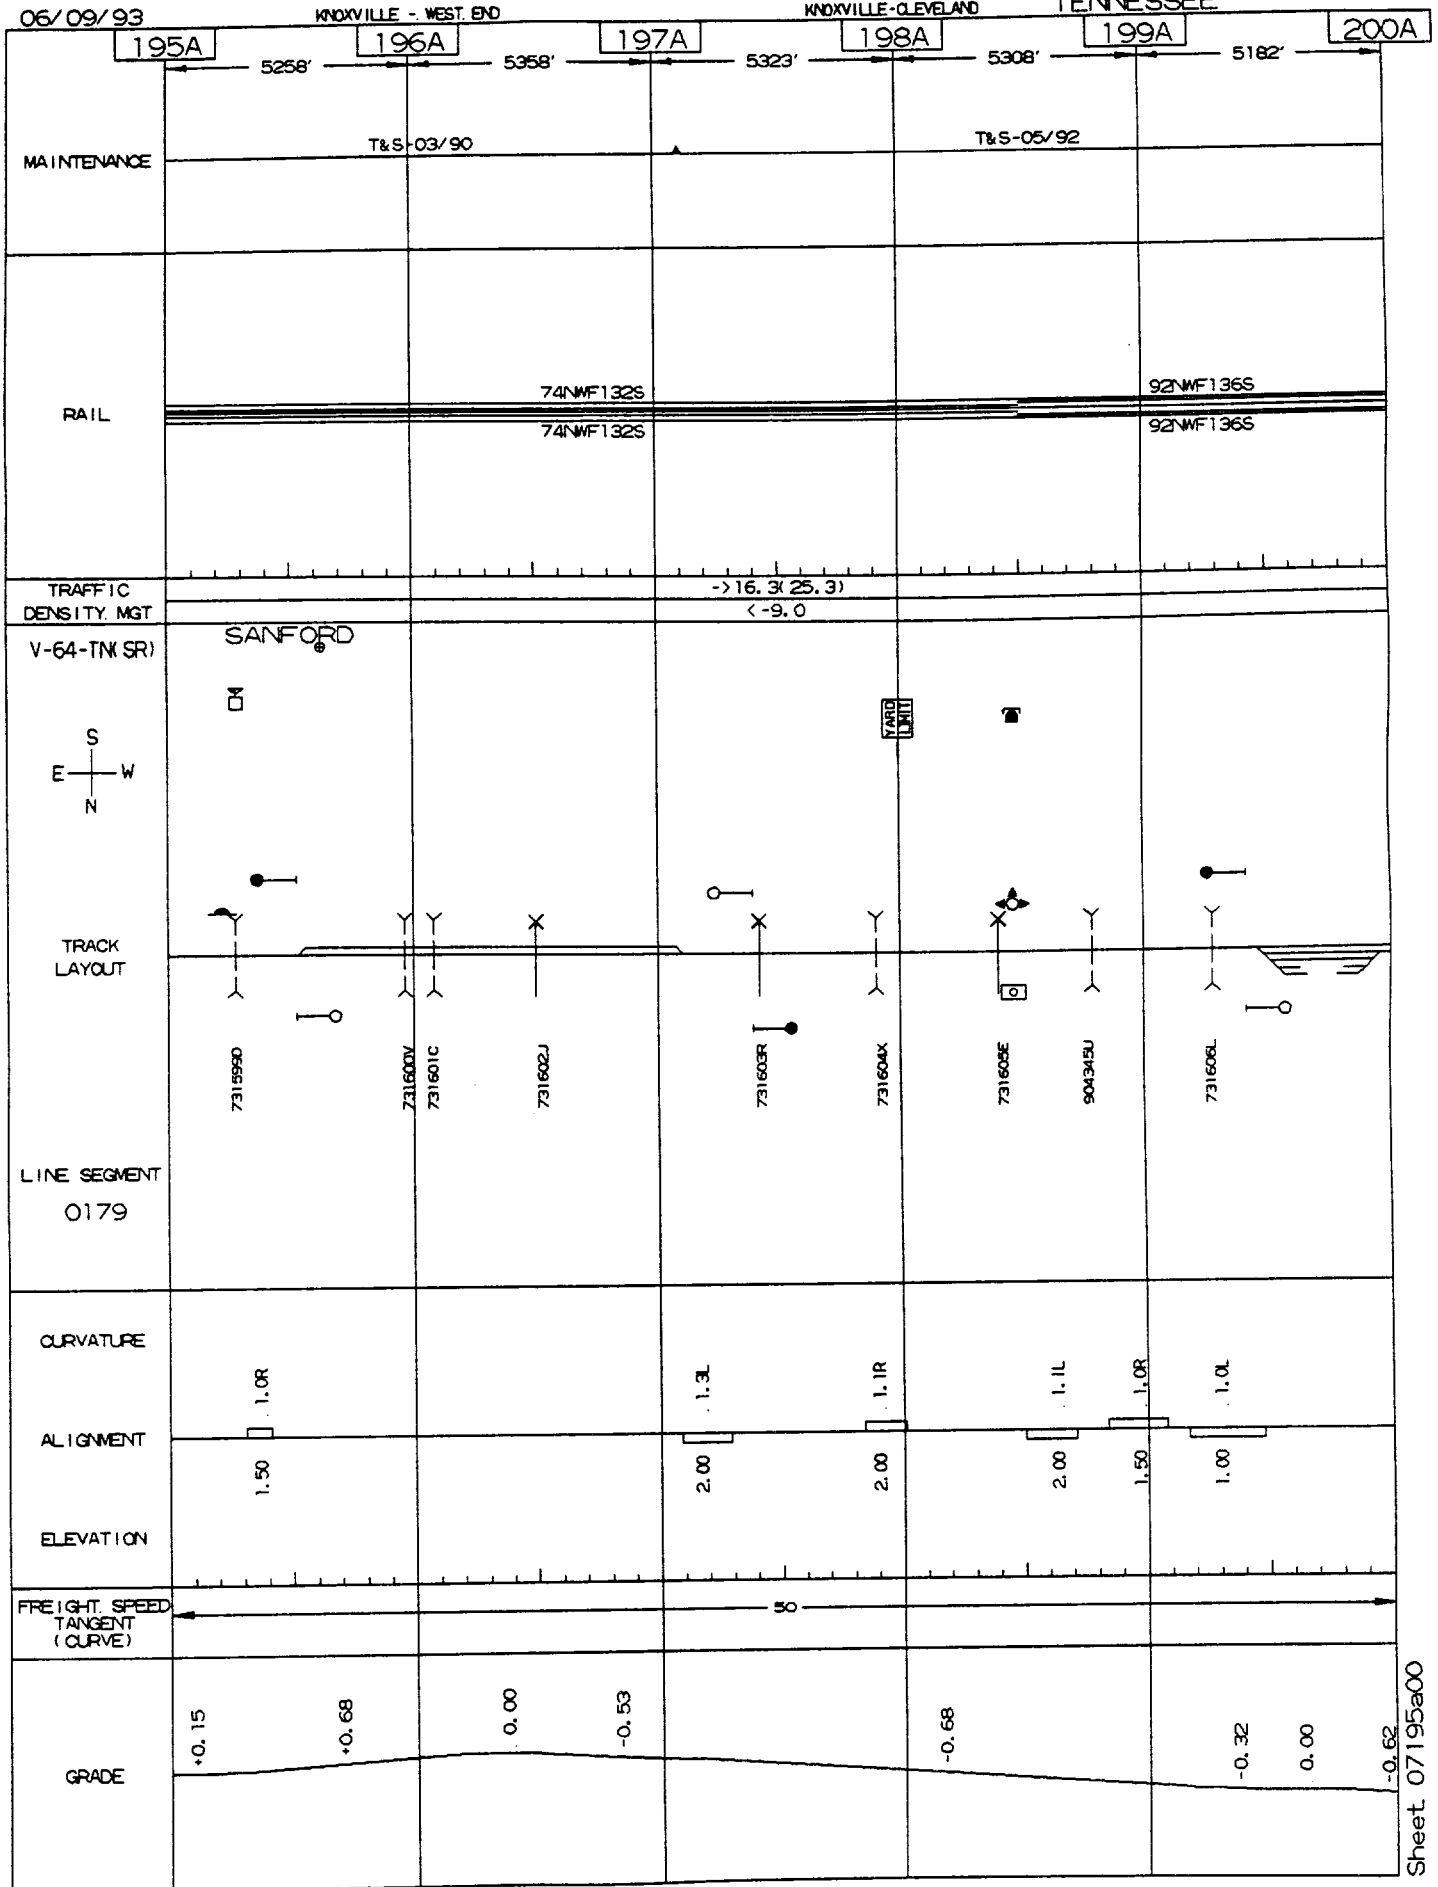 06/09/93 KNOXVILLE - WEST END KNOXVILLE-CLEVELAND TENNESSEE
195A 196A 197A 198A 199A 200A
5258' 5358' 5323' 5308' 5182'
MAINTENANCE
T&S-03/90 T&S-05/92
RAIL
74NWF132S 92NWF136S
74NWF132S 92NWF136S
TRAFFIC
DENSITY. MGT
->16.3(25.3)
<-9.0
V-64-TN(SR)
SANFORD
YARD
LIMIT
S
E W
N
TRACK
LAYOUT
731599D
731600V
731601C
731602J
731603R
731604X
731605E
904345U
731606L
LINE SEGMENT
0179
CURVATURE
1.0R 1.3L 1.1R 1.1L 1.0R 1.0L
ALIGNMENT
1.50 2.00 2.00 2.00 1.50 1.00
ELEVATION
FREIGHT. SPEED
TANGENT
(CURVE)
50
GRADE
+0.15 +0.68 0.00 -0.53 -0.68 -0.32 0.00 -0.62
Sheet 07195a00